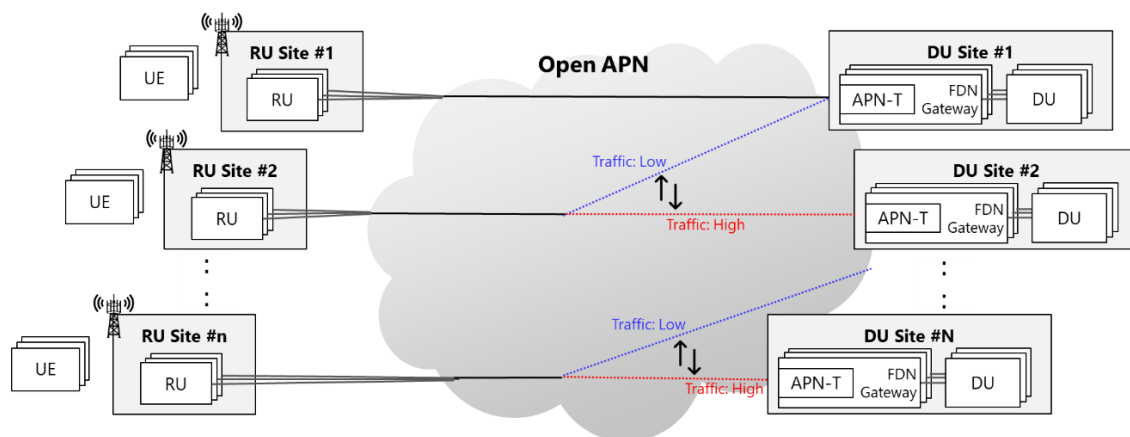 RU Site #1
UE
RU
Open APN
DU Site #1
APN-T
FDN
Gateway
DU
Traffic: Low
RU Site #2
UE
RU
Traffic: High
DU Site #2
APN-T
FDN
Gateway
DU
RU Site #n
UE
RU
Traffic: Low
Traffic: High
DU Site #N
APN-T
FDN
Gateway
DU